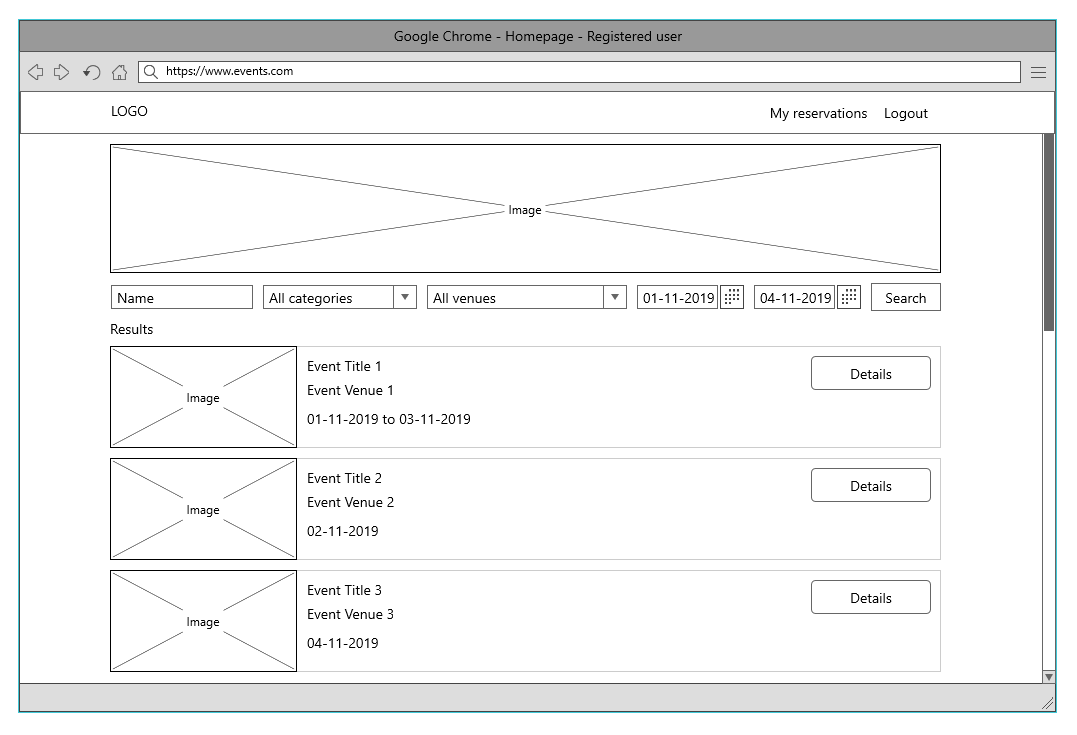 Google Chrome - Homepage - Registered user
https://www.events.com
LOGO My reservations Logout
Image
Name All categories All venues 01-11-2019 04-11-2019 Search
Results
Image
Event Title 1
Event Venue 1
01-11-2019 to 03-11-2019
Details
Image
Event Title 2
Event Venue 2
02-11-2019
Details
Image
Event Title 3
Event Venue 3
04-11-2019
Details